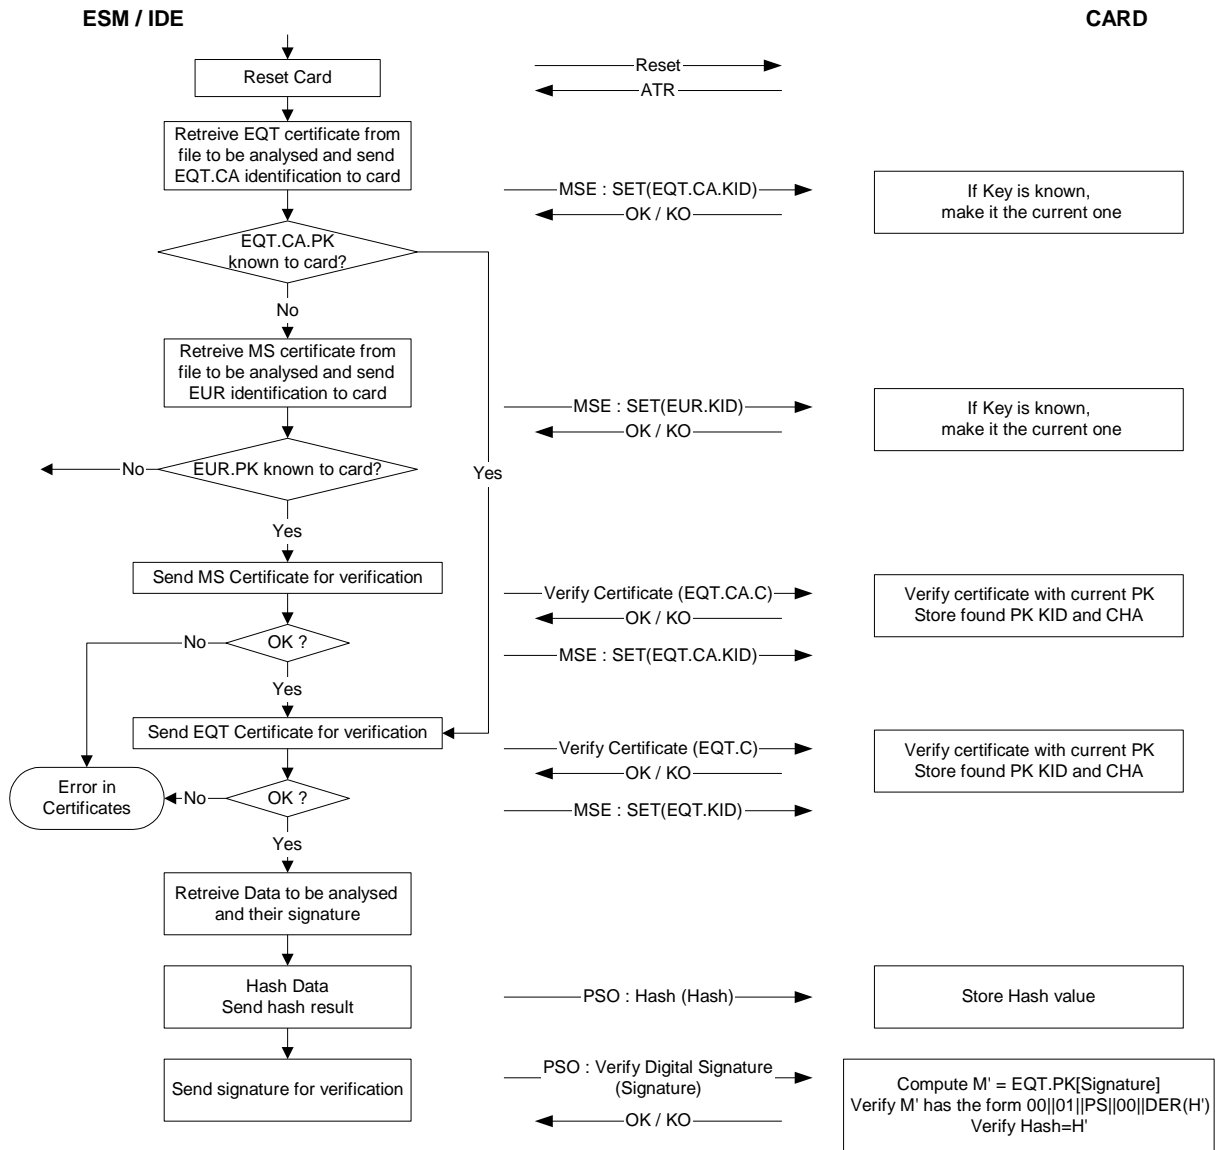 ESM / IDE
CARD
Reset Card
Reset
ATR
Retreive EQT certificate from
file to be analysed and send
EQT.CA identification to card
MSE : SET(EQT.CA.KID)
OK / KO
If Key is known,
make it the current one
EQT.CA.PK
known to card?
No
Retreive MS certificate from
file to be analysed and send
EUR identification to card
MSE : SET(EUR.KID)
OK / KO
If Key is known,
make it the current one
No
EUR.PK known to card?
Yes
Yes
Send MS Certificate for verification
Verify Certificate (EQT.CA.C)
OK / KO
MSE : SET(EQT.CA.KID)
Verify certificate with current PK
Store found PK KID and CHA
No
OK ?
Yes
Send EQT Certificate for verification
Verify Certificate (EQT.C)
OK / KO
MSE : SET(EQT.KID)
Verify certificate with current PK
Store found PK KID and CHA
Error in
Certificates
No
OK ?
Yes
Retreive Data to be analysed
and their signature
Hash Data
Send hash result
PSO : Hash (Hash)
Store Hash value
Send signature for verification
PSO : Verify Digital Signature
(Signature)
OK / KO
Compute M' = EQT.PK[Signature]
Verify M' has the form 00||01||PS||00||DER(H')
Verify Hash=H'